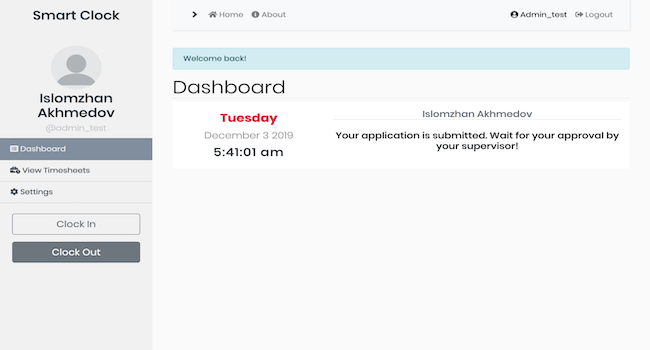 Smart Clock
Islomzhan
Akhmedov
@admin_test
Dashboard
View Timesheets
Settings
Clock In
Clock Out
Home About Admin_test Logout
Welcome back!
Dashboard
Tuesday
December 3 2019
5:41:01 am
Islomzhan Akhmedov
Your application is submitted. Wait for your approval by
your supervisor!